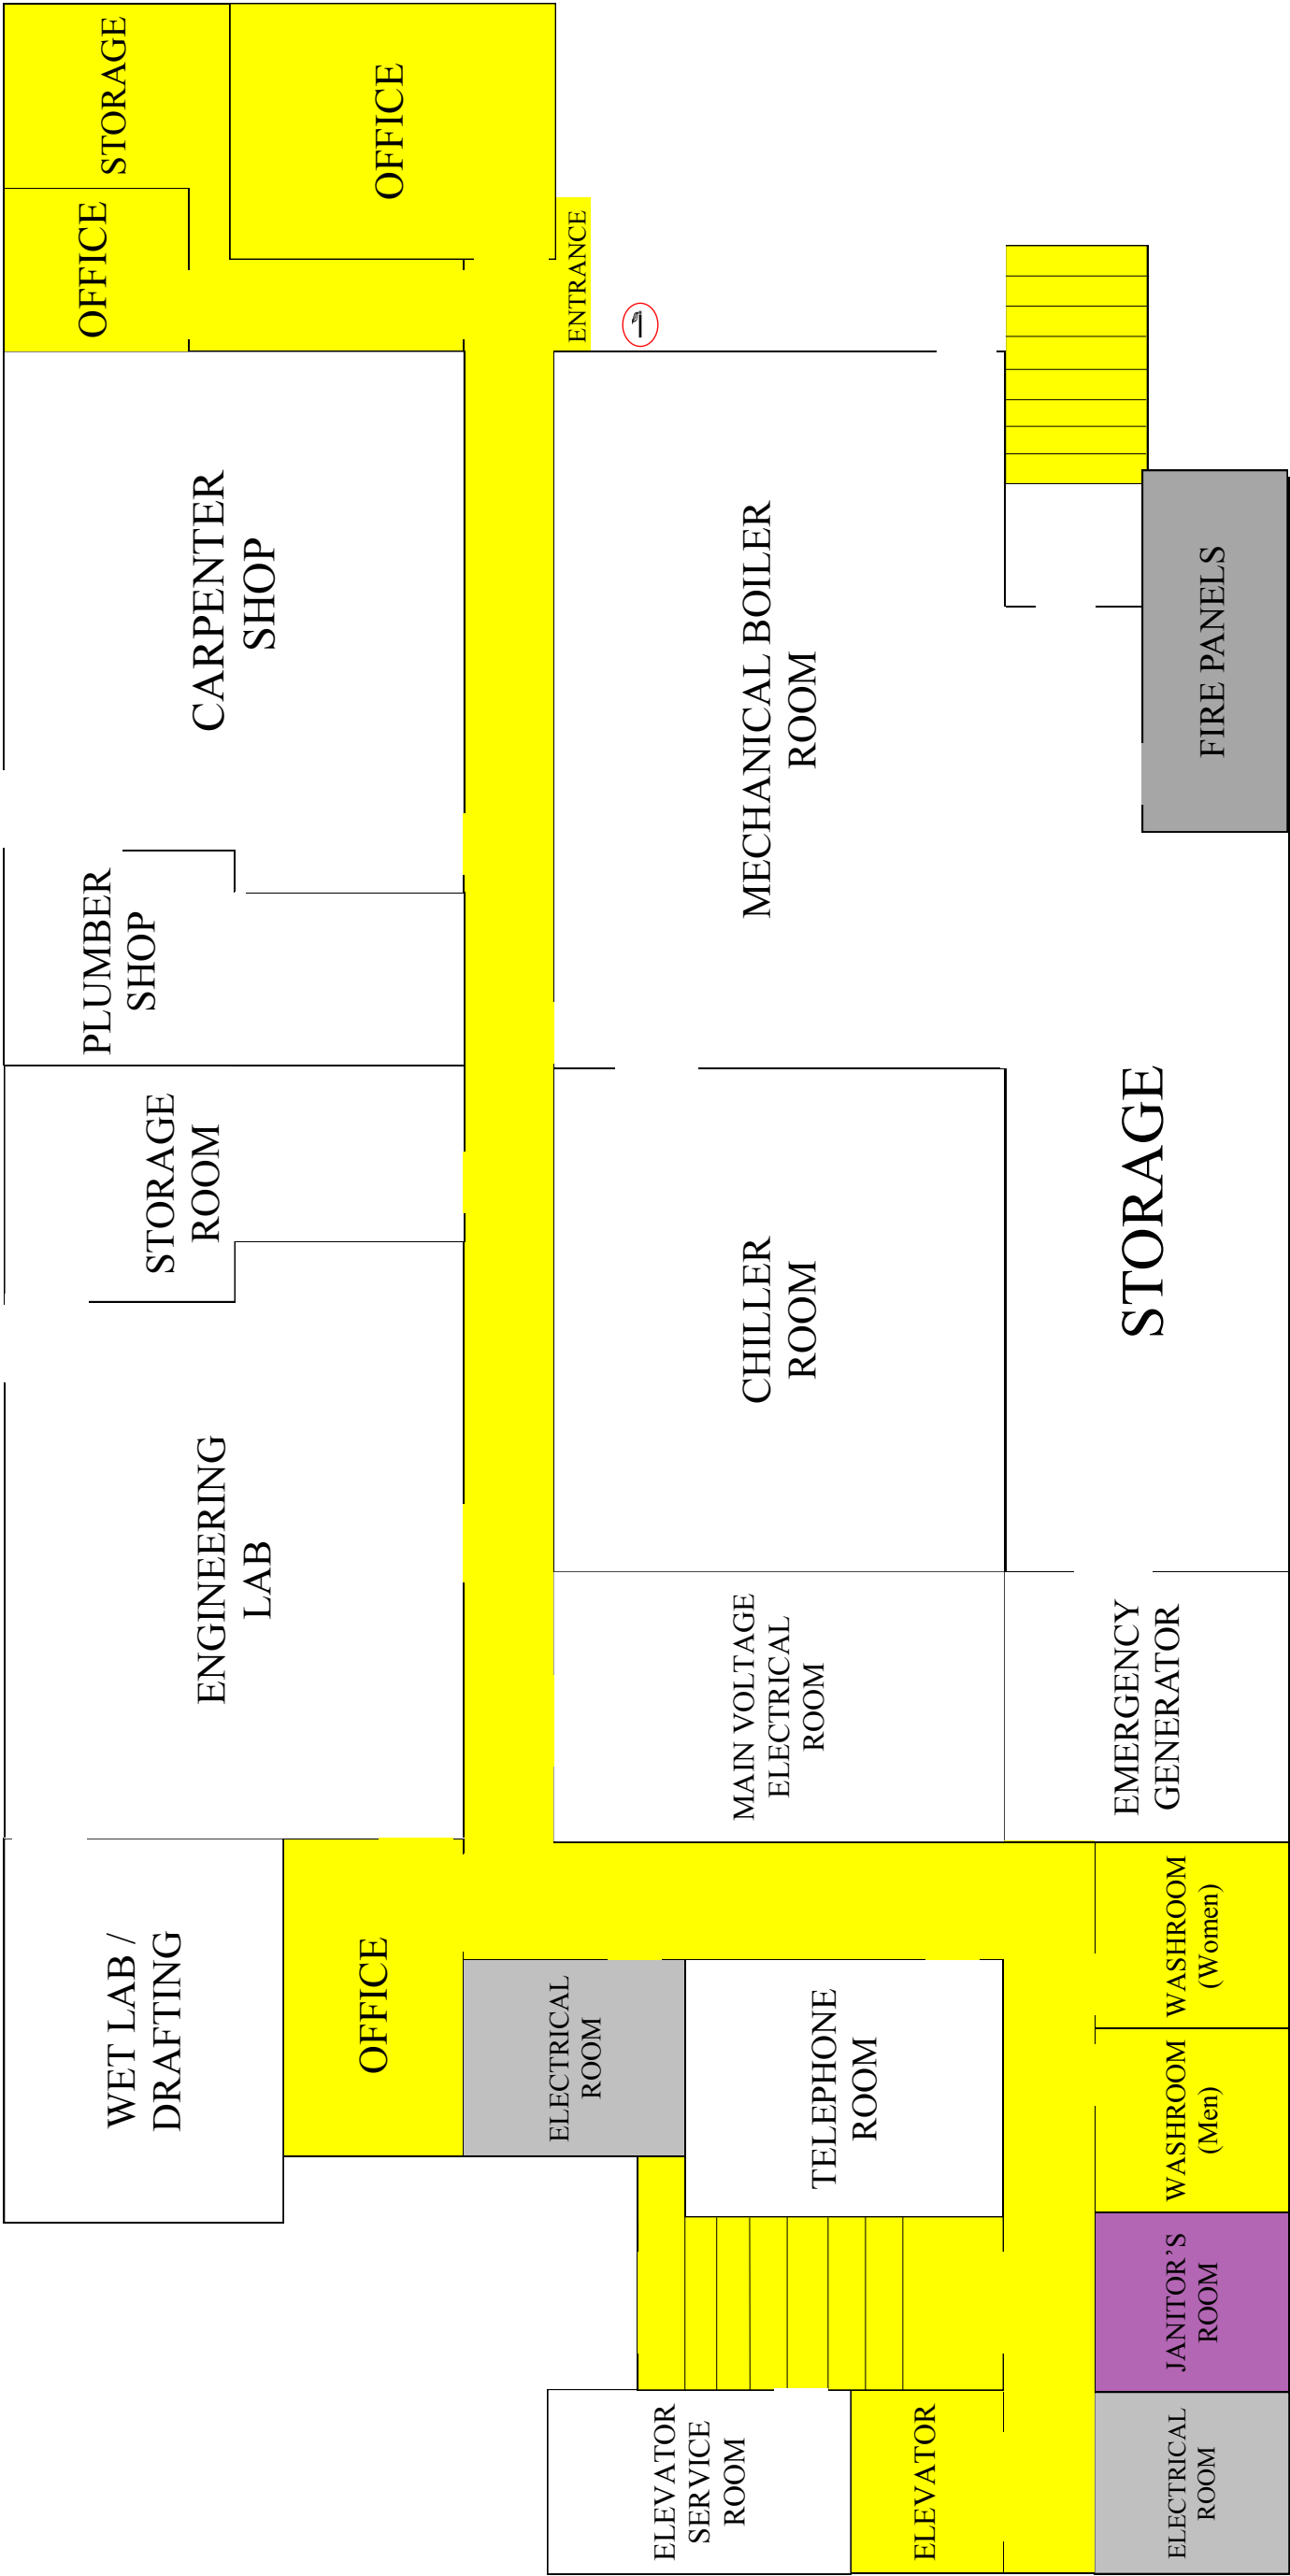 STORAGE
OFFICE
OFFICE
ENTRANCE
CARPENTER
SHOP
MECHANICAL BOILER
ROOM
FIRE PANELS
PLUMBER
SHOP
STORAGE
ROOM
CHILLER
ROOM
STORAGE
ENGINEERING
LAB
MAIN VOLTAGE
ELECTRICAL
ROOM
EMERGENCY
GENERATOR
WET LAB /
DRAFTING
OFFICE
ELECTRICAL
ROOM
TELEPHONE
ROOM
WASHROOM
(Women)
WASHROOM
(Men)
JANITOR'S
ROOM
ELEVATOR
SERVICE
ROOM
ELEVATOR
ELECTRICAL
ROOM